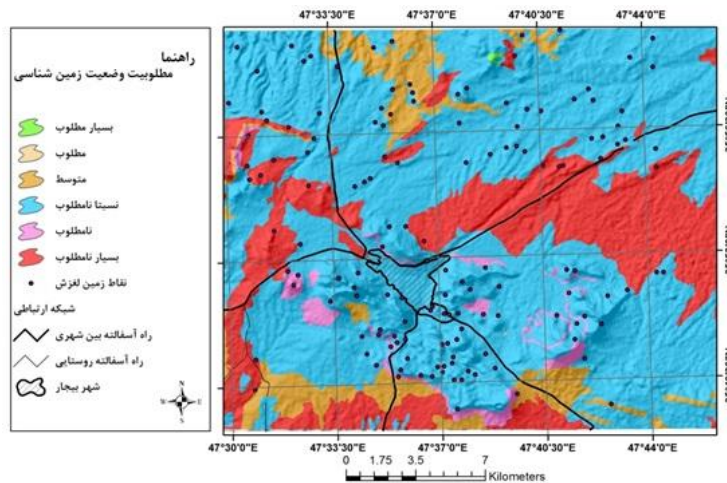 راهنما
مطلوبیت وضعیت زمین شناسی
بسیار مطلوب
مطلوب
متوسط
نسبتا نامطلوب
نامطلوب
بسیار نامطلوب
نقاط زمین لغزش
شبکه ارتباطی
راه آسفالته بین شهری
راه آسفالته روستایی
شهر بیجار
N
W E
S
47°33'30"E 47°37'0"E 47°40'30"E 47°44'0"E
47°30'0"E 47°33'30"E 47°37'0"E 47°40'30"E 47°44'0"E
0 1.75 3.5 7
Kilometers